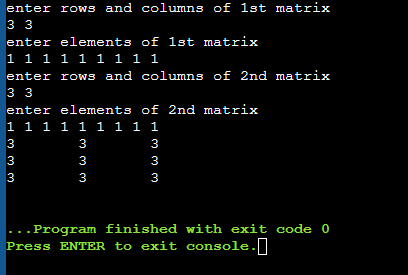 enter rows and columns of 1st matrix
3 3
enter elements of 1st matrix
1 1 1 1 1 1 1 1 1
enter rows and columns of 2nd matrix
3 3
enter elements of 2nd matrix
1 1 1 1 1 1 1 1 1
3 3 3
3 3 3
3 3 3
...Program finished with exit code 0
Press ENTER to exit console.